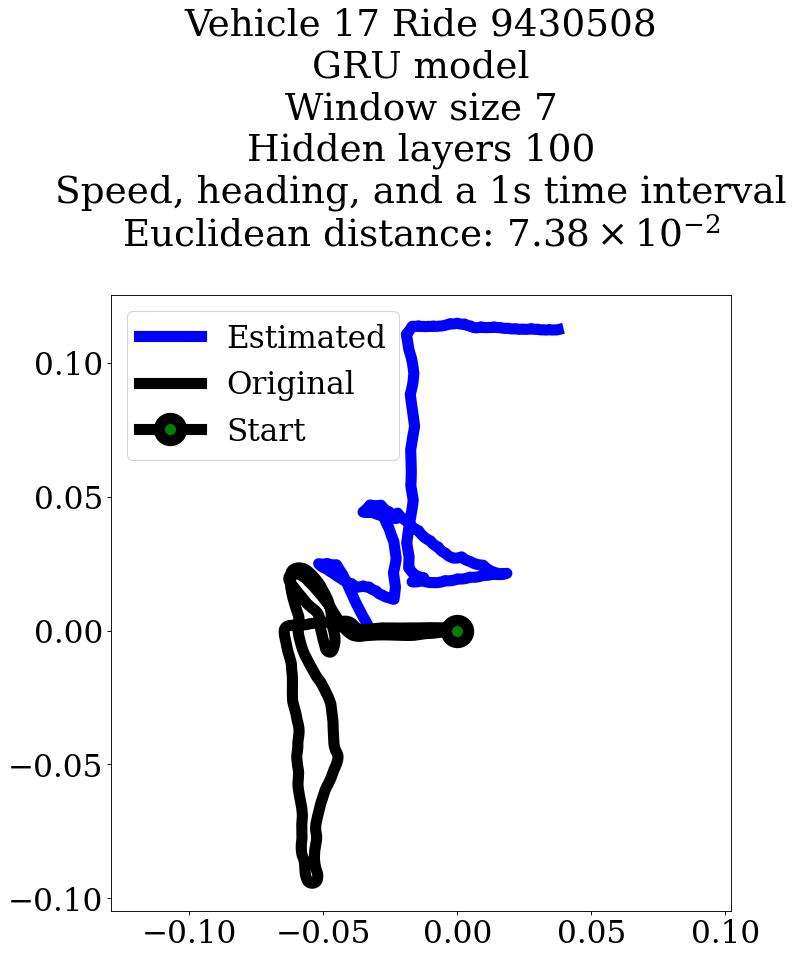 Vehicle 17 Ride 9430508
GRU model
Window size 7
Hidden layers 100
Speed, heading, and a 1s time interval
Euclidean distance: 7.38 × 10⁻²
Estimated
Original
Start
0.10
0.05
0.00
−0.05
−0.10
−0.10 −0.05 0.00 0.05 0.10